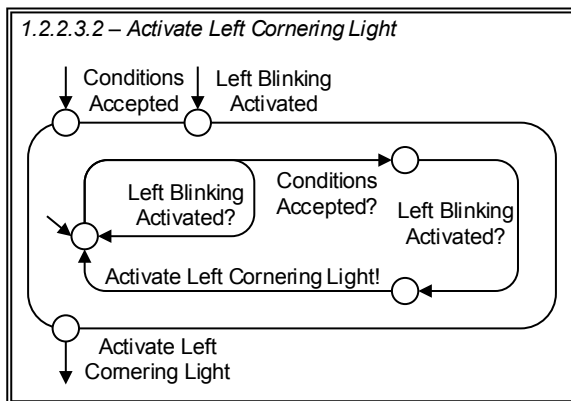 1.2.2.3.2 – Activate Left Cornering Light
Conditions
Accepted
Left Blinking
Activated
Left Blinking
Activated?
Conditions
Accepted?
Left Blinking
Activated?
Activate Left Cornering Light!
Activate Left
Cornering Light